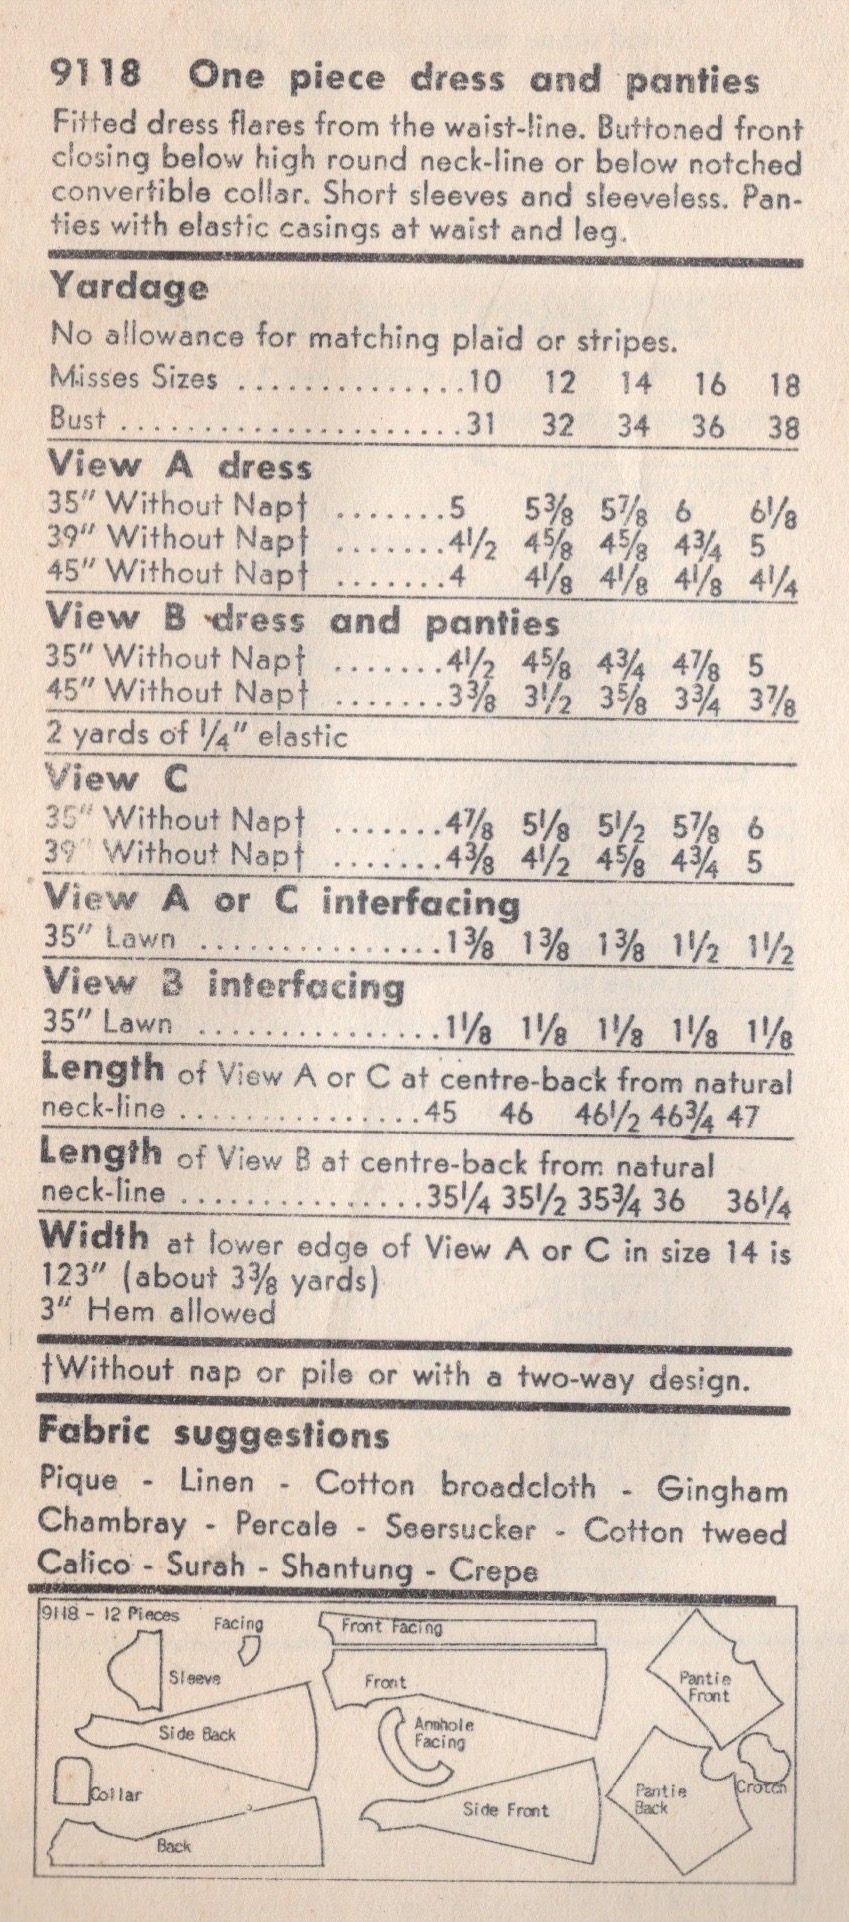 9118 One piece dress and panties
Fitted dress flares from the waist-line. Buttoned front
closing below high round neck-line or below notched
convertible collar. Short sleeves and sleeveless. Pan-
ties with elastic casings at waist and leg.
Yardage
No allowance for matching plaid or stripes.
Misses Sizes ..............10 12 14 16 18
Bust ......................31 32 34 36 38
View A dress
35" Without Nap† .......5 5⅜ 5⅞ 6 6⅛
39" Without Nap† .......4½ 4⅝ 4⅝ 4¾ 5
45" Without Nap† .......4 4⅛ 4⅛ 4⅛ 4¼
View B dress and panties
35" Without Nap† .......4½ 4⅝ 4¾ 4⅞ 5
45" Without Nap† .......3⅜ 3½ 3⅝ 3¾ 3⅞
2 yards of ¼" elastic
View C
35" Without Nap† .......4⅞ 5⅛ 5½ 5⅞ 6
39" Without Nap† .......4⅜ 4½ 4⅝ 4¾ 5
View A or C interfacing
35" Lawn ................1⅜ 1⅜ 1⅜ 1½ 1½
View B interfacing
35" Lawn ................1⅛ 1⅛ 1⅛ 1⅛ 1⅛
Length of View A or C at centre-back from natural
neck-line ................45 46 46½ 46¾ 47
Length of View B at centre-back from natural
neck-line ................35¼ 35½ 35¾ 36 36¼
Width at lower edge of View A or C in size 14 is
123" (about 3⅜ yards)
3" Hem allowed
†Without nap or pile or with a two-way design.
Fabric suggestions
Pique - Linen - Cotton broadcloth - Gingham
Chambray - Percale - Seersucker - Cotton tweed
Calico - Surah - Shantung - Crepe
9118 - 12 Pieces
Facing
Front Facing
Sleeve
Front
Pantie
Front
Side Back
Armhole
Facing
Collar
Side Front
Pantie
Back
Crotch
Back